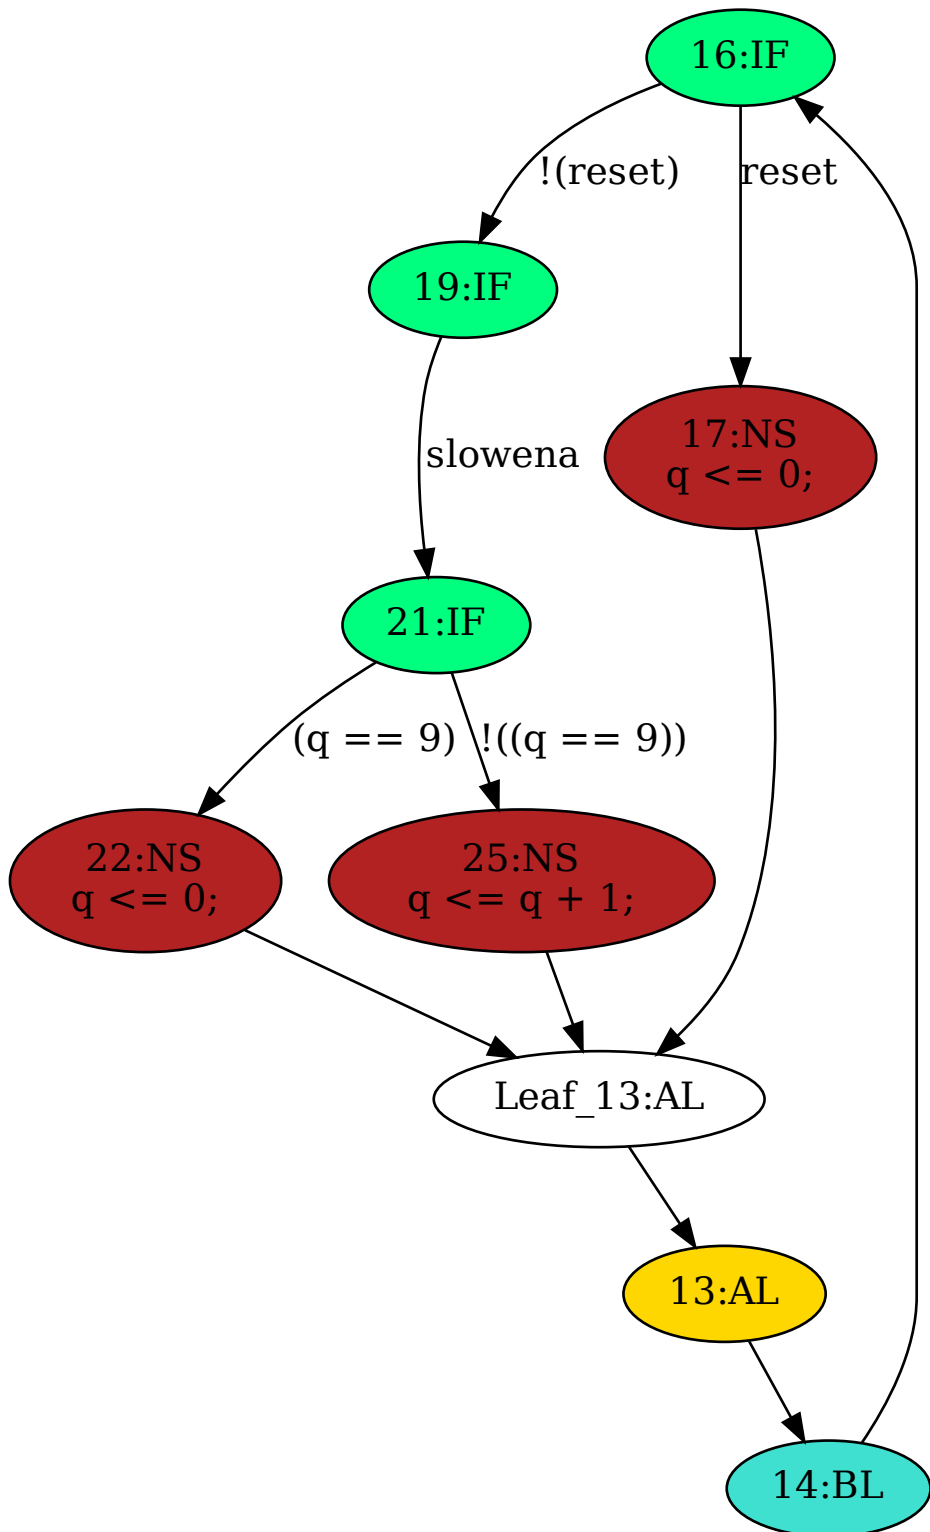 16:IF
!(reset)
reset
19:IF
17:NS
q <= 0;
slowena
21:IF
(q == 9)
!((q == 9))
22:NS
q <= 0;
25:NS
q <= q + 1;
Leaf_13:AL
13:AL
14:BL